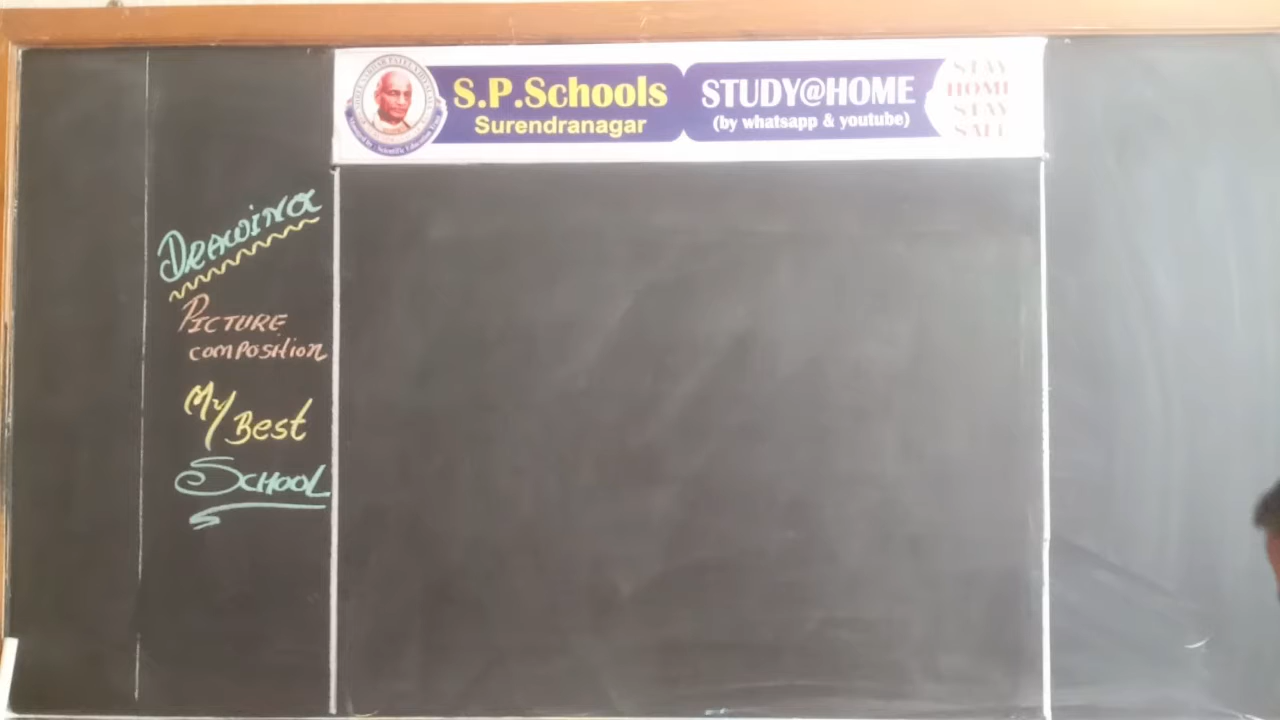 S.P.Schools
Surendranagar
STUDY@HOME
(by whatsapp & youtube)
STAY
HOME
STAY
SAFE
DRAWING
PICTURE
COMPOSITION
My
Best
SCHOOL